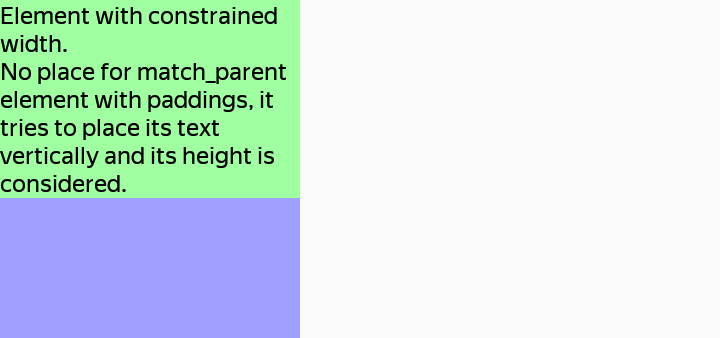 Element with constrained
width.
No place for match_parent
element with paddings, it
tries to place its text
vertically and its height is
considered.